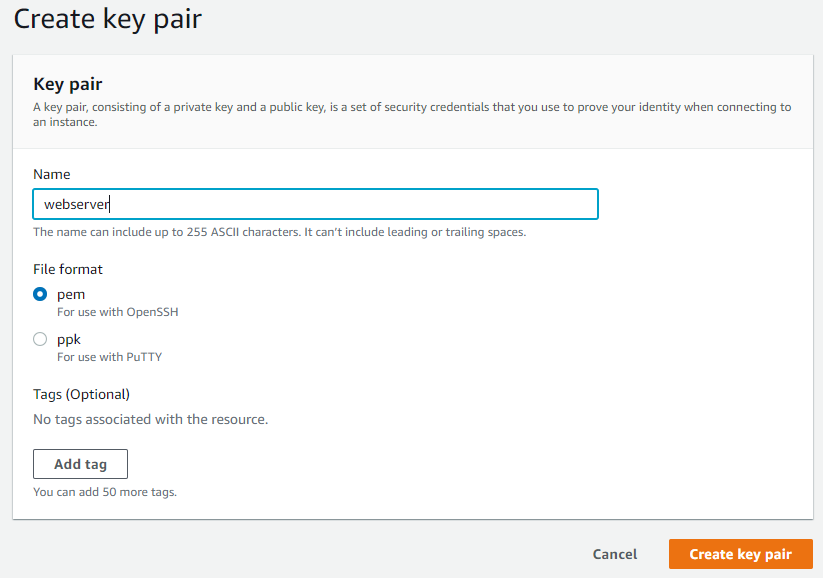 Create key pair
Key pair
A key pair, consisting of a private key and a public key, is a set of security credentials that you use to prove your identity when connecting to
an instance.
Name
webserver
The name can include up to 255 ASCII characters. It can't include leading or trailing spaces.
File format
pem
For use with OpenSSH
ppk
For use with PuTTY
Tags (Optional)
No tags associated with the resource.
Add tag
You can add 50 more tags.
Cancel
Create key pair